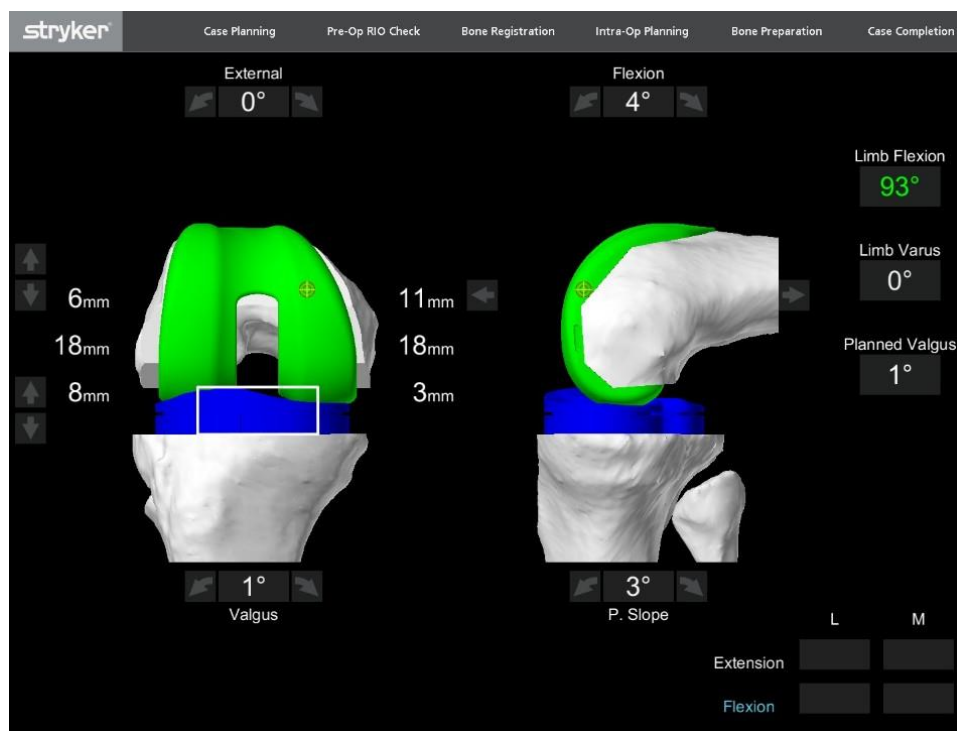 stryker
Case Planning Pre-Op RIO Check Bone Registration Intra-Op Planning Bone Preparation Case Completion
External Flexion
0° 4°
Limb Flexion
93°
Limb Varus
0°
6mm 11mm
18mm 18mm
Planned Valgus
1°
8mm 3mm
1° 3°
Valgus P. Slope
L M
Extension
Flexion